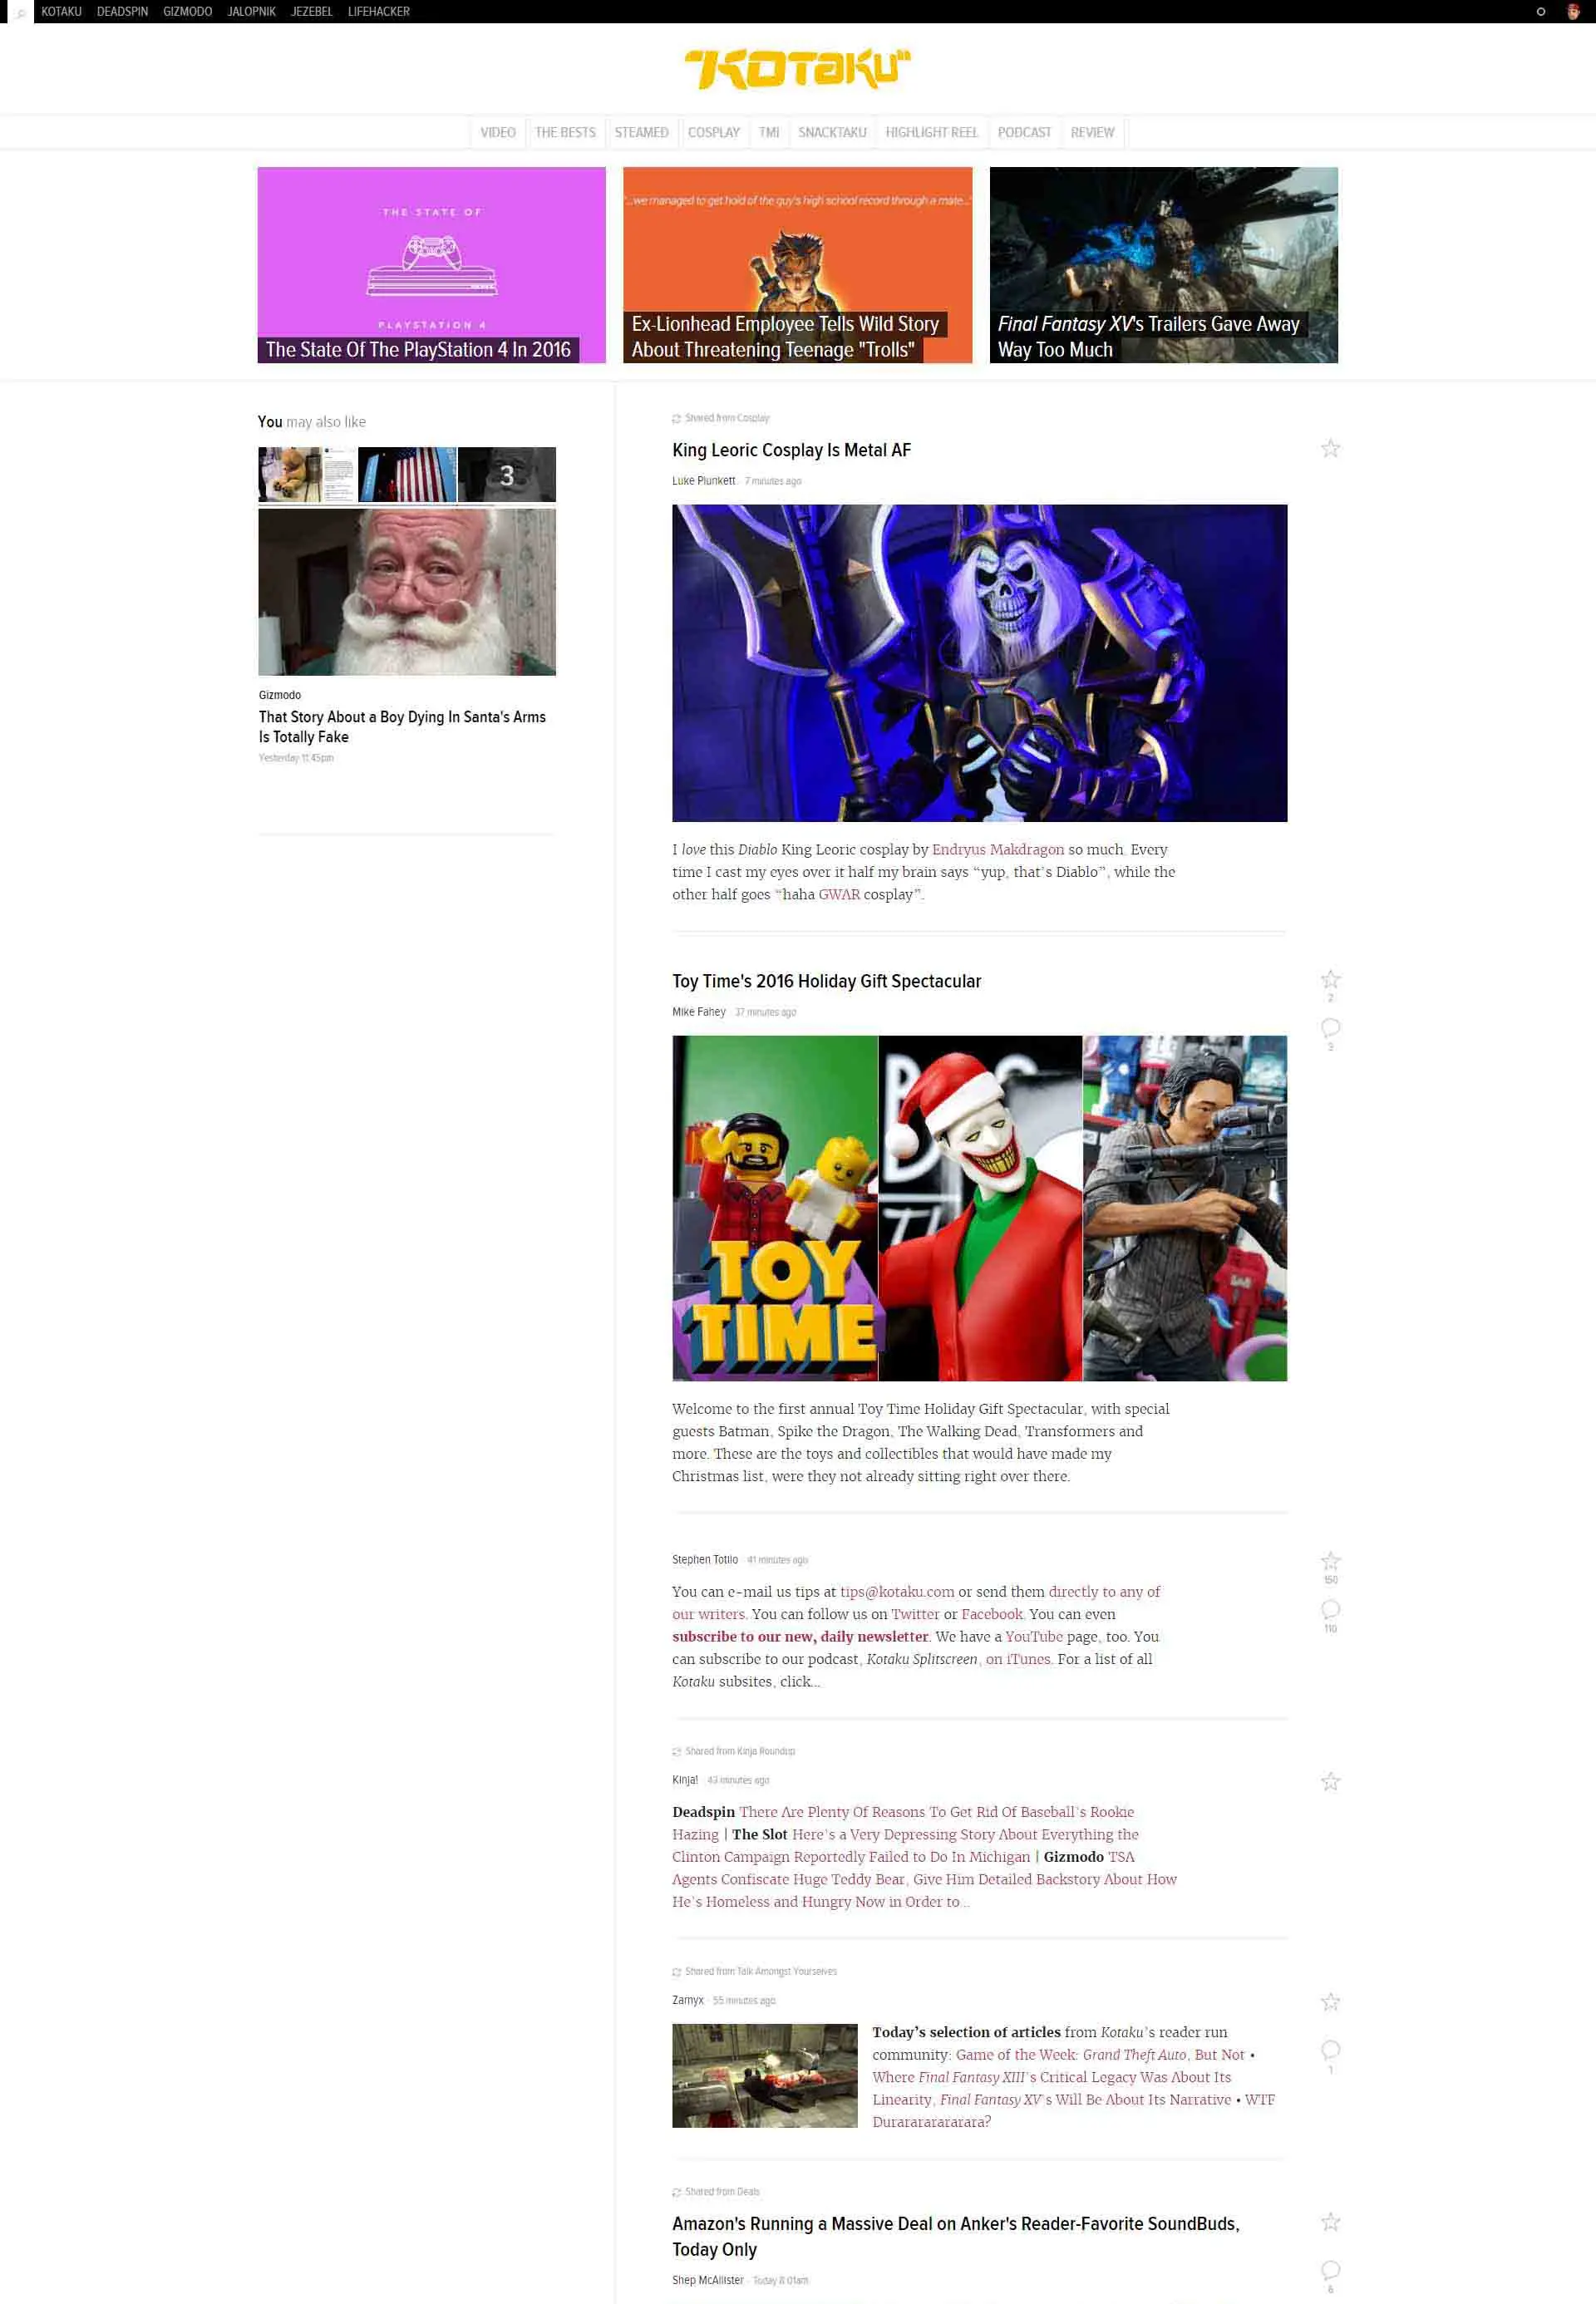 KOTAKU DEADSPIN GIZMODO JALOPNIK JEZEBEL LIFEHACKER
"KOTAKU"
VIDEO THE BESTS STEAMED COSPLAY TMI SNACKTAKU HIGHLIGHT REEL PODCAST REVIEW
THE STATE OF
PLAYSTATION 4
The State Of The PlayStation 4 In 2016
"...we managed to get hold of the guy's high school record through a mate..."
Ex-Lionhead Employee Tells Wild Story
About Threatening Teenage "Trolls"
Final Fantasy XV's Trailers Gave Away
Way Too Much
You may also like
3
Gizmodo
That Story About a Boy Dying In Santa's Arms
Is Totally Fake
Yesterday 11:45pm
Shared from Cosplay
King Leoric Cosplay Is Metal AF
Luke Plunkett · 7 minutes ago
I love this Diablo King Leoric cosplay by Endryus Makdragon so much. Every
time I cast my eyes over it half my brain says “yup, that’s Diablo”, while the
other half goes “haha GWAR cosplay”.
Toy Time's 2016 Holiday Gift Spectacular
2
Mike Fahey · 37 minutes ago
3
TOY
TIME
Welcome to the first annual Toy Time Holiday Gift Spectacular, with special
guests Batman, Spike the Dragon, The Walking Dead, Transformers and
more. These are the toys and collectibles that would have made my
Christmas list, were they not already sitting right over there.
Stephen Totilo · 41 minutes ago
150
You can e-mail us tips at tips@kotaku.com or send them directly to any of
our writers. You can follow us on Twitter or Facebook. You can even
110
subscribe to our new, daily newsletter. We have a YouTube page, too. You
can subscribe to our podcast, Kotaku Splitscreen, on iTunes. For a list of all
Kotaku subsites, click...
Shared from Kinja Roundup
Kinja! · 43 minutes ago
Deadspin There Are Plenty Of Reasons To Get Rid Of Baseball’s Rookie
Hazing | The Slot Here’s a Very Depressing Story About Everything the
Clinton Campaign Reportedly Failed to Do In Michigan | Gizmodo TSA
Agents Confiscate Huge Teddy Bear, Give Him Detailed Backstory About How
He’s Homeless and Hungry Now in Order to...
Shared from Talk Amongst Yourselves
Zarnyx · 55 minutes ago
Today’s selection of articles from Kotaku’s reader run
community: Game of the Week: Grand Theft Auto, But Not •
Where Final Fantasy XIII’s Critical Legacy Was About Its
1
Linearity, Final Fantasy XV’s Will Be About Its Narrative • WTF
Durarararararara?
Shared from Deals
Amazon's Running a Massive Deal on Anker's Reader-Favorite SoundBuds,
Today Only
Shep McAllister · Today 8:01am
6